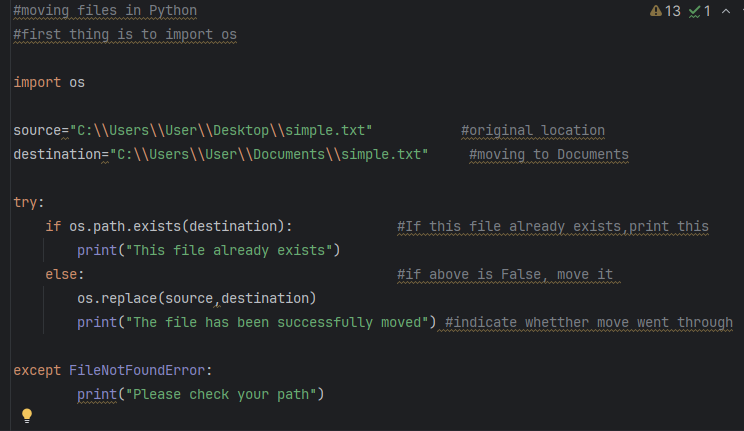 #moving files in Python
13 1
#first thing is to import os
import os
source="C:\\Users\\User\\Desktop\\simple.txt" #original location
destination="C:\\Users\\User\\Documents\\simple.txt" #moving to Documents
try:
if os.path.exists(destination): #If this file already exists,print this
print("This file already exists")
else: #if above is False, move it
os.replace(source,destination)
print("The file has been successfully moved") #indicate whetther move went through
except FileNotFoundError:
print("Please check your path")